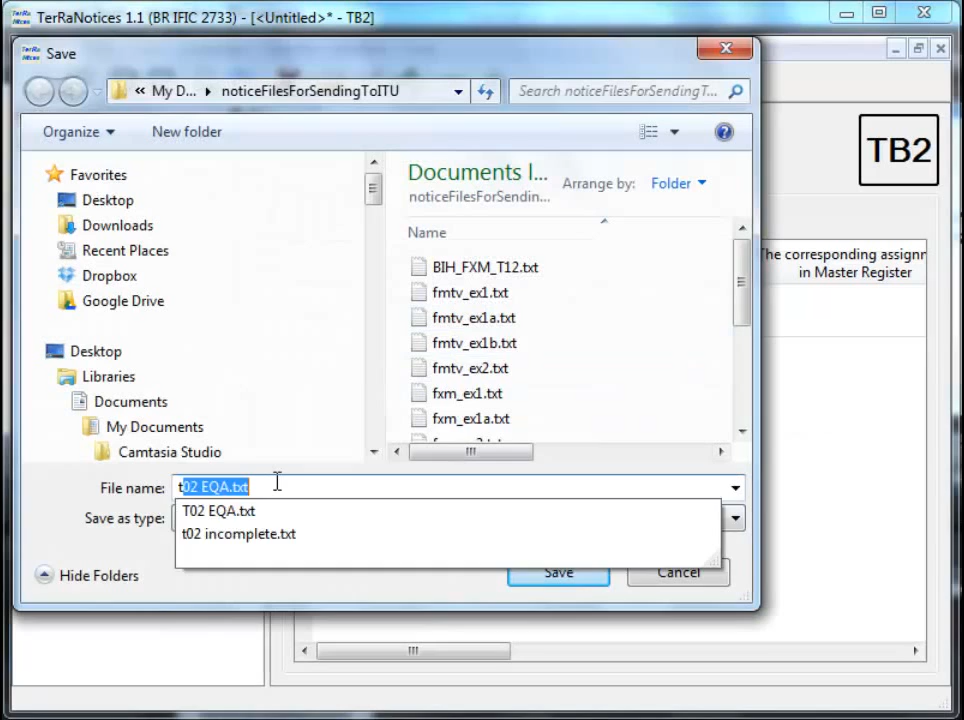 TerRaNotices 1.1 (BR IFIC 2733) - [<Untitled>* - TB2]
Save
« My D... ▸ noticeFilesForSendingToITU
Search noticeFilesForSendingT...
Organize
New folder
Favorites
Desktop
Downloads
Recent Places
Dropbox
Google Drive
Desktop
Libraries
Documents
My Documents
Camtasia Studio
Documents l...
noticeFilesForSendin...
Arrange by: Folder
Name
BIH_FXM_T12.txt
fmtv_ex1.txt
fmtv_ex1a.txt
fmtv_ex1b.txt
fmtv_ex2.txt
fxm_ex1.txt
fxm_ex1a.txt
TB2
The corresponding assignm
in Master Register
File name: t02 EQA.txt
T02 EQA.txt
t02 incomplete.txt
Save as type:
Hide Folders
Save
Cancel